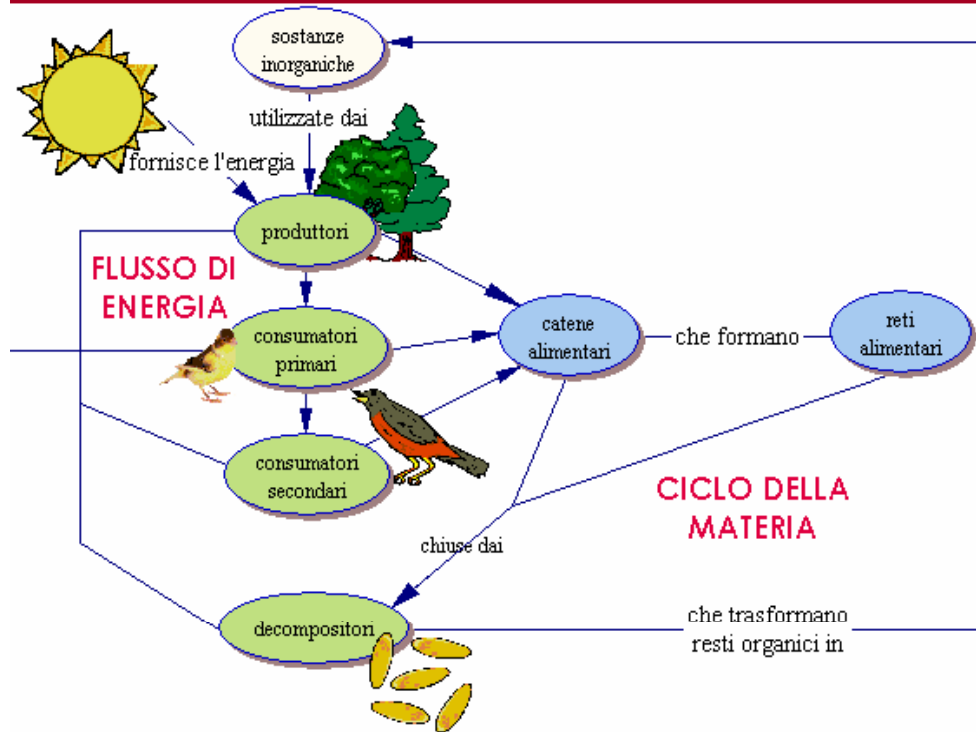 sostanze
inorganiche
utilizzate dai
fornisce l'energia
produttori
FLUSSO DI
ENERGIA
consumatori
primari
catene
alimentari
che formano
reti
alimentari
consumatori
secondari
CICLO DELLA
MATERIA
chiuse dai
decompositori
che trasformano
resti organici in